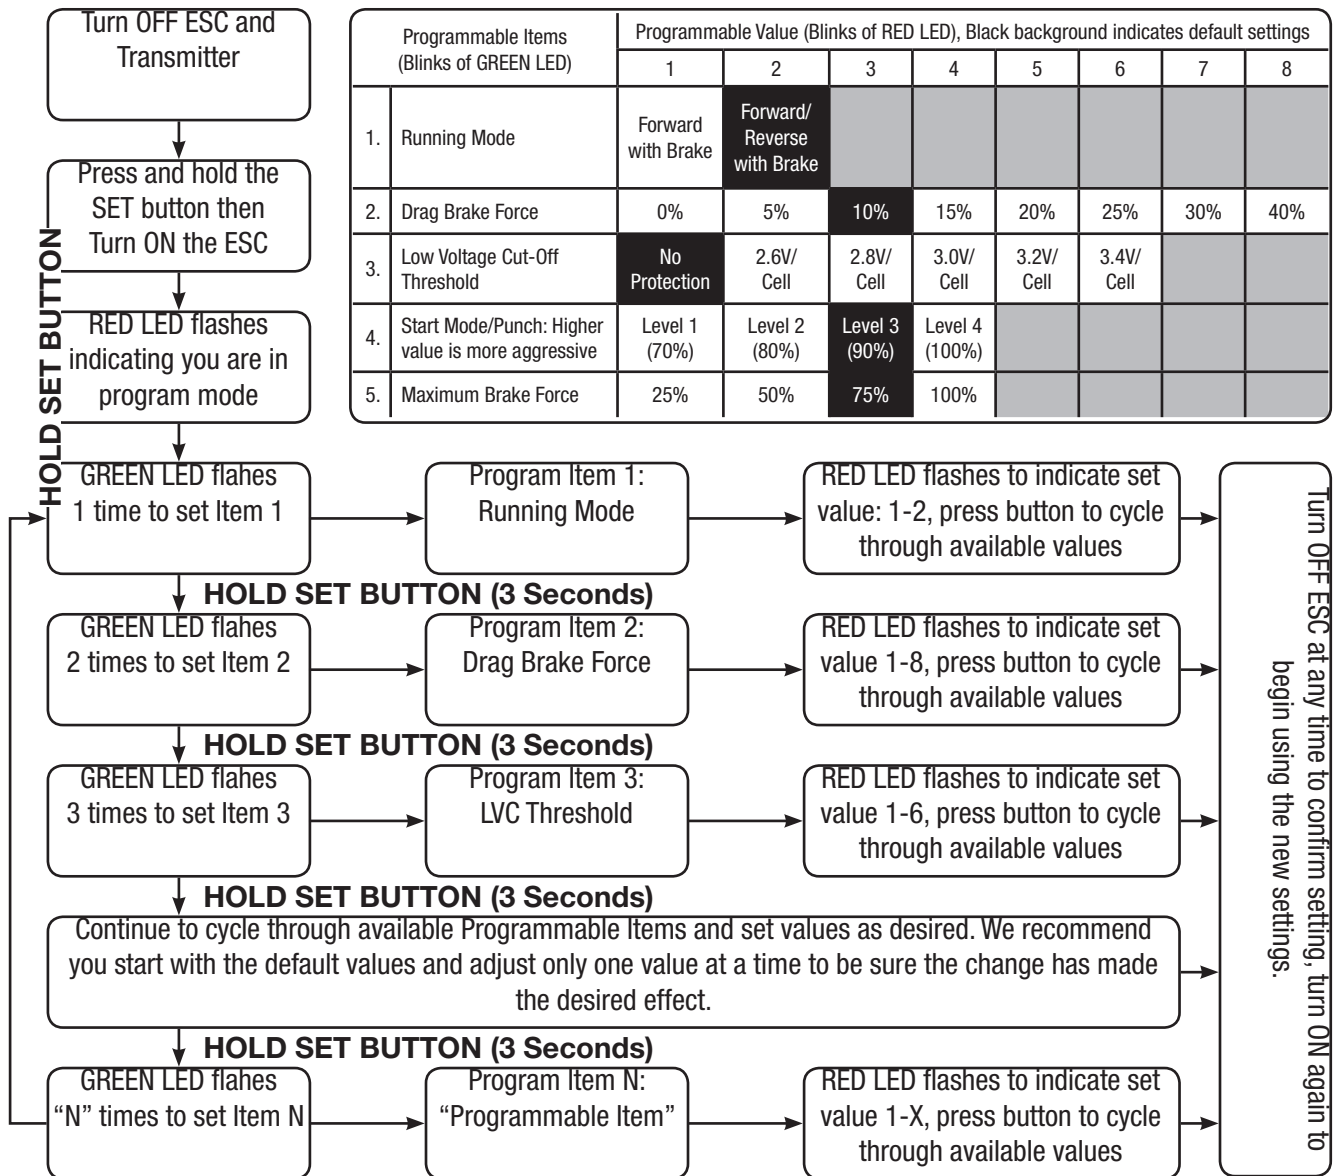 Turn OFF ESC and
Transmitter
Press and hold the
SET button then
Turn ON the ESC
RED LED flashes
indicating you are in
program mode
HOLD SET BUTTON
Programmable Items
(Blinks of GREEN LED)
Programmable Value (Blinks of RED LED), Black background indicates default settings
1 2 3 4 5 6 7 8
1. Running Mode
Forward
with Brake
Forward/
Reverse
with Brake
2. Drag Brake Force 0% 5% 10% 15% 20% 25% 30% 40%
3. Low Voltage Cut-Off
Threshold
No
Protection
2.6V/
Cell
2.8V/
Cell
3.0V/
Cell
3.2V/
Cell
3.4V/
Cell
4. Start Mode/Punch: Higher
value is more aggressive
Level 1
(70%)
Level 2
(80%)
Level 3
(90%)
Level 4
(100%)
5. Maximum Brake Force 25% 50% 75% 100%
GREEN LED flahes
1 time to set Item 1
Program Item 1:
Running Mode
RED LED flashes to indicate set
value: 1-2, press button to cycle
through available values
HOLD SET BUTTON (3 Seconds)
GREEN LED flahes
2 times to set Item 2
Program Item 2:
Drag Brake Force
RED LED flashes to indicate set
value 1-8, press button to cycle
through available values
HOLD SET BUTTON (3 Seconds)
GREEN LED flahes
3 times to set Item 3
Program Item 3:
LVC Threshold
RED LED flashes to indicate set
value 1-6, press button to cycle
through available values
HOLD SET BUTTON (3 Seconds)
Continue to cycle through available Programmable Items and set values as desired. We recommend
you start with the default values and adjust only one value at a time to be sure the change has made
the desired effect.
HOLD SET BUTTON (3 Seconds)
GREEN LED flahes
“N” times to set Item N
Program Item N:
“Programmable Item”
RED LED flashes to indicate set
value 1-X, press button to cycle
through available values
Turn OFF ESC at any time to confirm setting, turn ON again to
begin using the new settings.